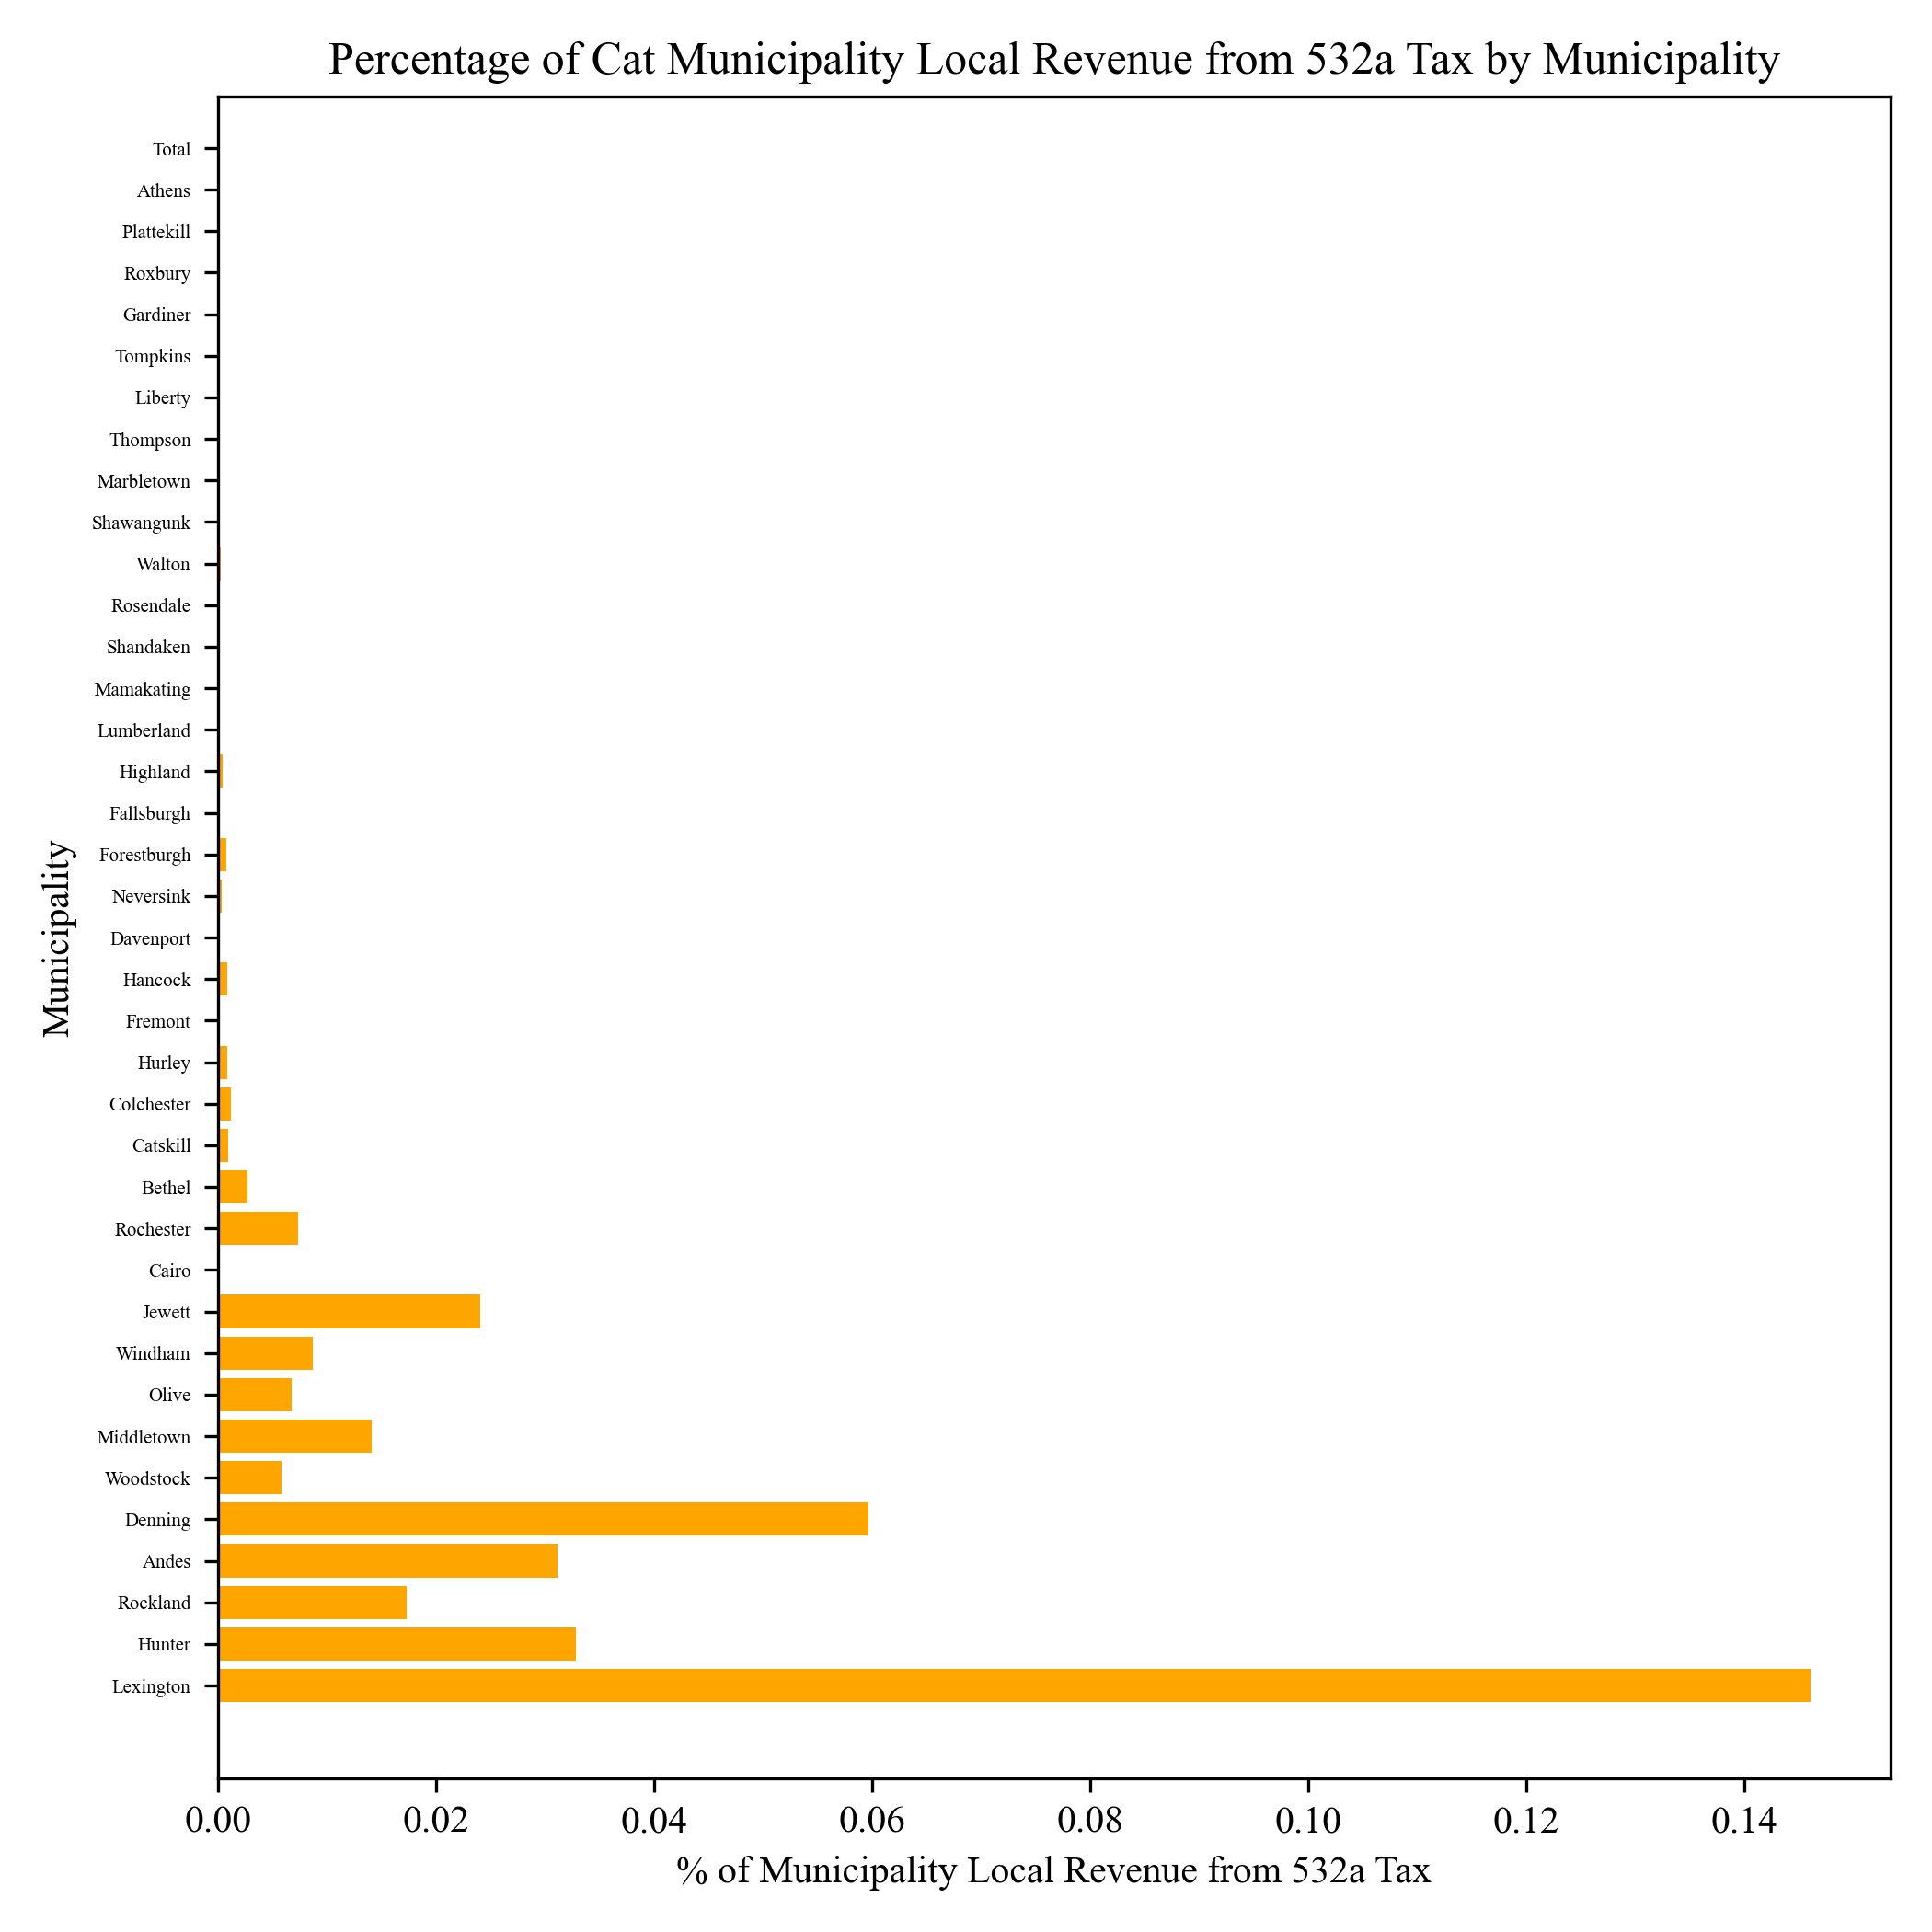 Percentage of Cat Municipality Local Revenue from 532a Tax by Municipality
Total
Athens
Plattekill
Roxbury
Gardiner
Tompkins
Liberty
Thompson
Marbletown
Shawangunk
Walton
Rosendale
Shandaken
Mamakating
Lumberland
Highland
Fallsburgh
Forestburgh
Neversink
Davenport
Hancock
Fremont
Hurley
Colchester
Catskill
Bethel
Rochester
Cairo
Jewett
Windham
Olive
Middletown
Woodstock
Denning
Andes
Rockland
Hunter
Lexington
Municipality
0.00 0.02 0.04 0.06 0.08 0.10 0.12 0.14
% of Municipality Local Revenue from 532a Tax